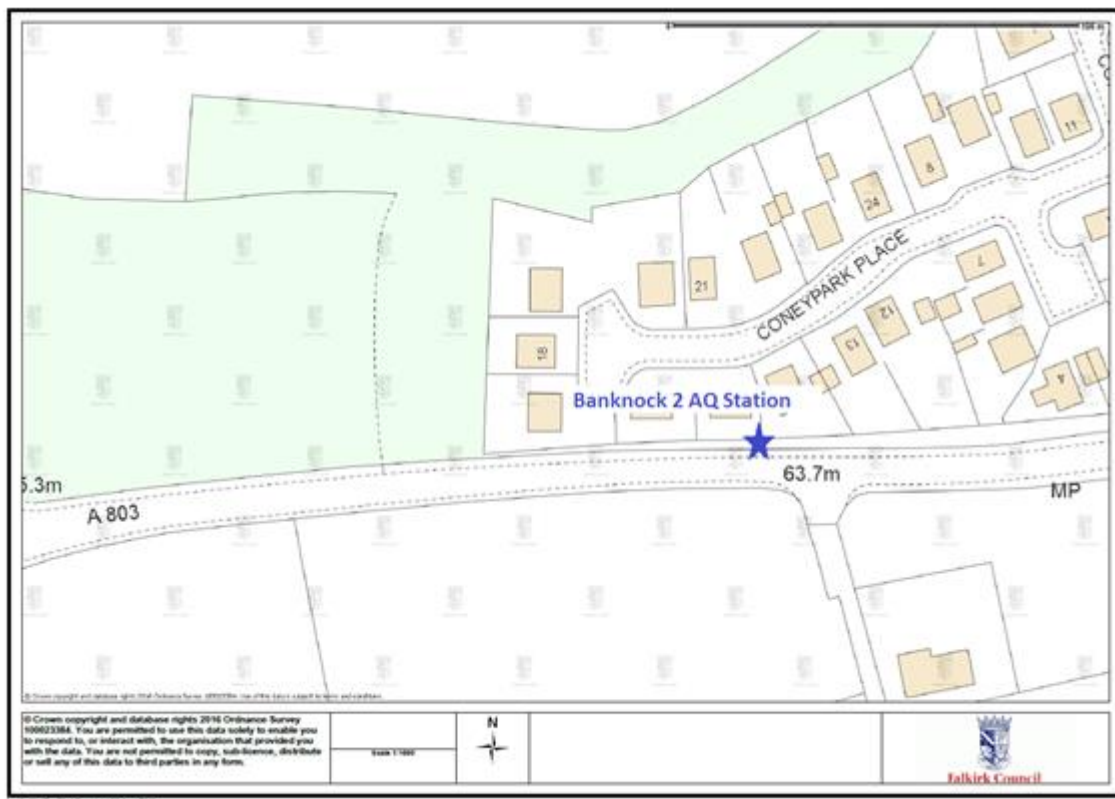 11
8
24
CONEYPARK PLACE
7
21
12
18
13
4
Banknock 2 AQ Station
63.7m
5.3m
MP
A 803
© Crown copyright and database rights 2016 Ordnance Survey
100023384. You are permitted to use this data solely to enable you
to respond to, or interact with, the organisation that provided you
with the data. You are not permitted to copy, sub-licence, distribute
or sell any of this data to third parties in any form.
N
Falkirk Council